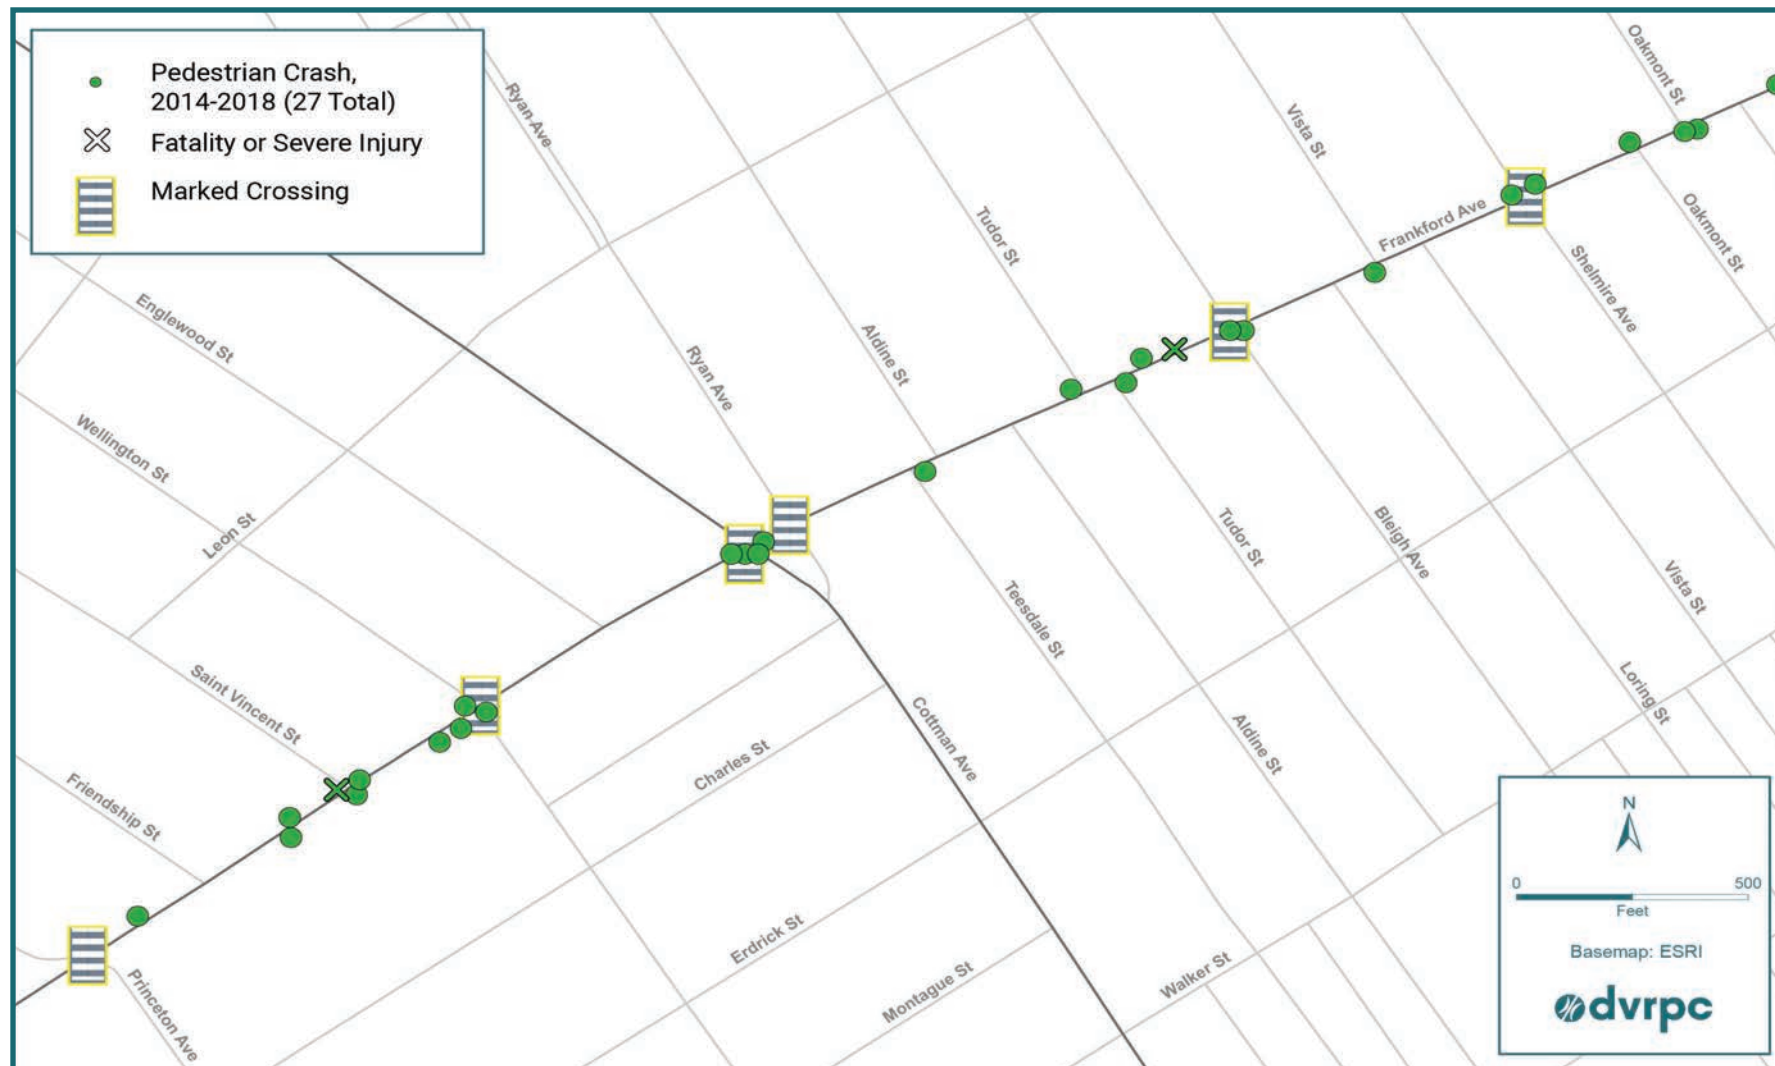 Pedestrian Crash,
2014-2018 (27 Total)
Fatality or Severe Injury
Marked Crossing
Ryan Ave
Oakmont St
Vista St
Tudor St
Frankford Ave
Oakmont St
Shelmire Ave
Englewood St
Aldine St
Ryan Ave
Wellington St
Leon St
Tudor St
Bleigh Ave
Vista St
Teesdale St
Saint Vincent St
Loring St
Cottman Ave
Aldine St
Charles St
Friendship St
Erdrick St
Montague St
Walker St
Princeton Ave
N
0 500
Feet
Basemap: ESRI
dvrpc